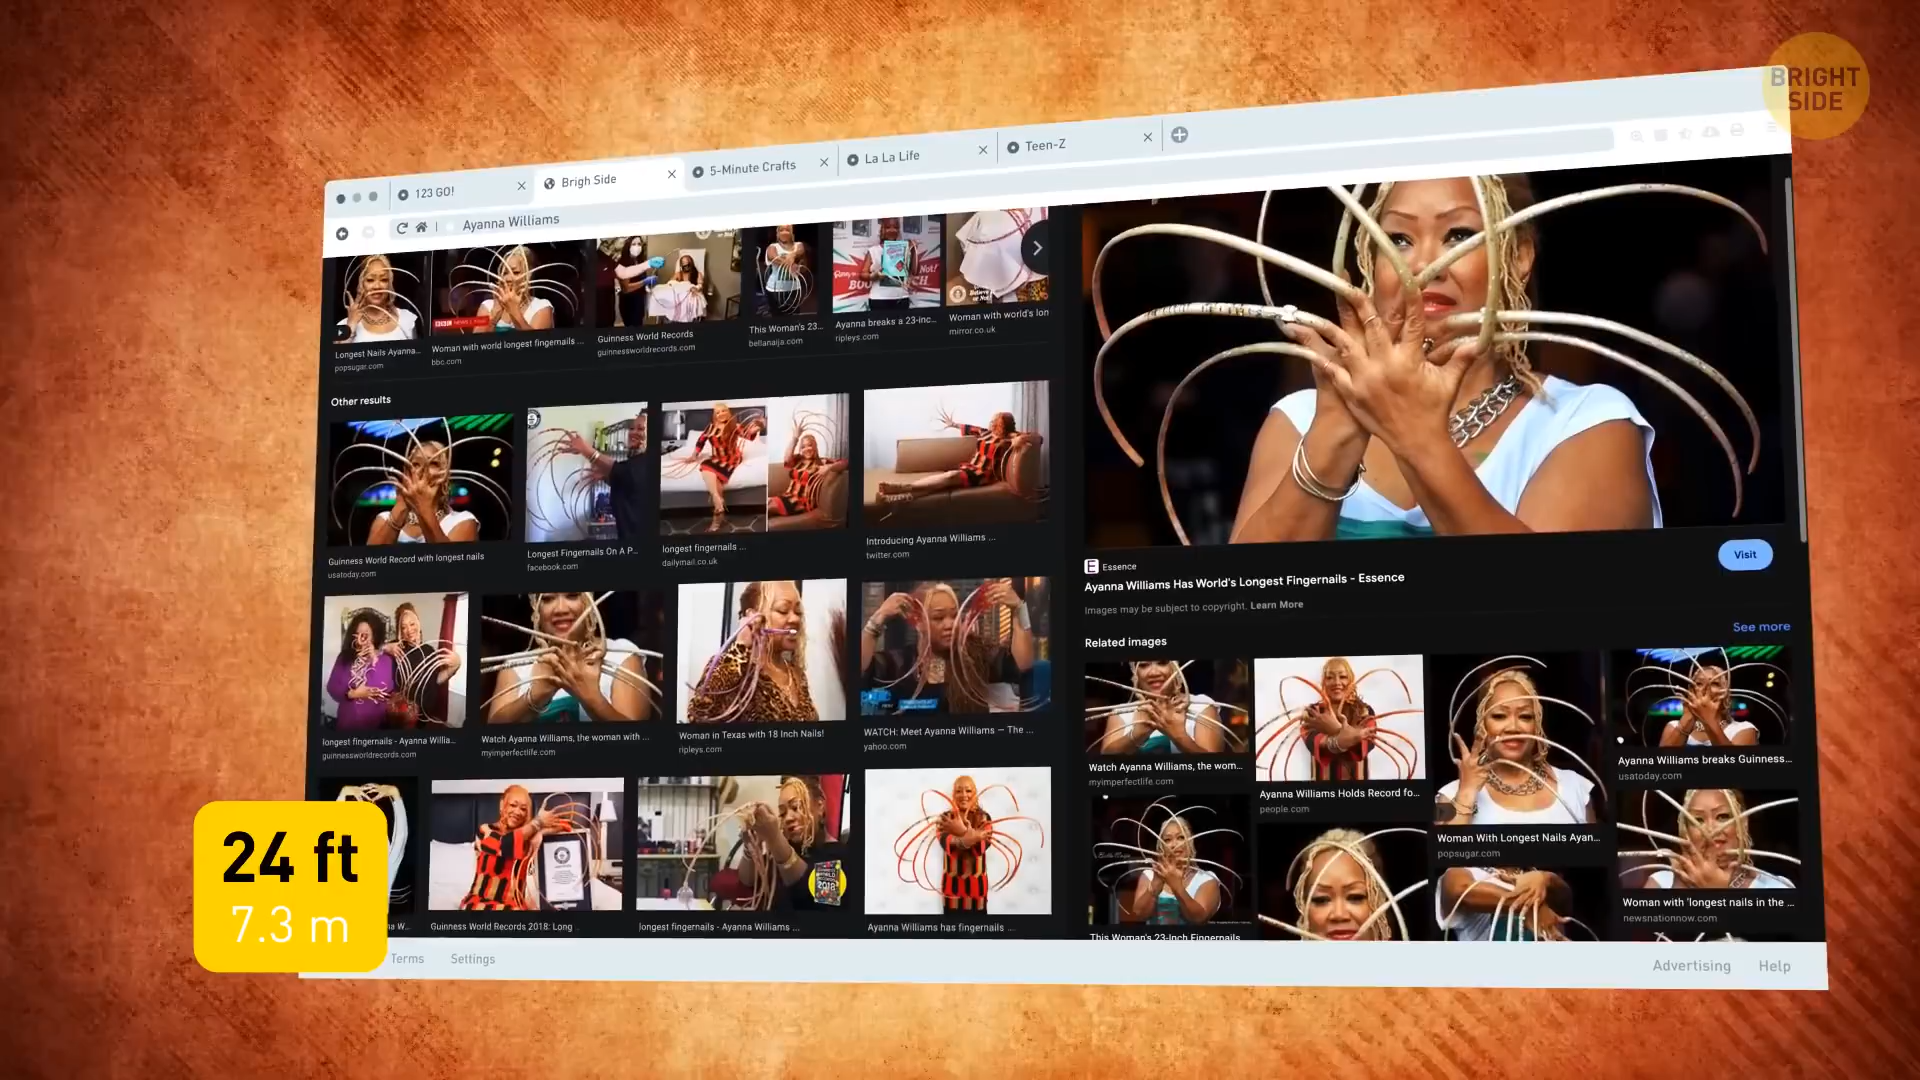 BRIGHT
SIDE
123 GO!
Brigh Side
5-Minute Crafts
La La Life
Teen-Z
Ayanna Williams
Longest Nails Ayanna...
popsugar.com
Woman with world longest fingernails ...
bbc.com
Guinness World Records
guinnessworldrecords.com
This Woman's 23...
bellanaija.com
Ayanna breaks a 23-inc...
ripleys.com
Woman with world's lon
mirror.co.uk
Other results
Guinness World Record with longest nails
usatoday.com
Longest Fingernails On A P...
facebook.com
longest fingernails ...
dailymail.co.uk
Introducing Ayanna Williams ...
twitter.com
longest fingernails - Ayanna Willia...
guinnessworldrecords.com
Watch Ayanna Williams, the woman with ...
myimperfectlife.com
Woman in Texas with 18 Inch Nails!
ripleys.com
WATCH: Meet Ayanna Williams — The ...
yahoo.com
na W...
Guinness World Records 2018: Long
longest fingernails - Ayanna Williams ...
Ayanna Williams has fingernails ...
Essence
Ayanna Williams Has World's Longest Fingernails - Essence
Visit
Images may be subject to copyright. Learn More
Related images
See more
Watch Ayanna Williams, the wom...
myimperfectlife.com
Ayanna Williams Holds Record fo...
people.com
Woman With Longest Nails Ayan...
popsugar.com
Ayanna Williams breaks Guinness...
usatoday.com
Woman with 'longest nails in the ...
newsnationnow.com
This Woman's 23-Inch Fingernails
24 ft
7.3 m
Terms
Settings
Advertising
Help